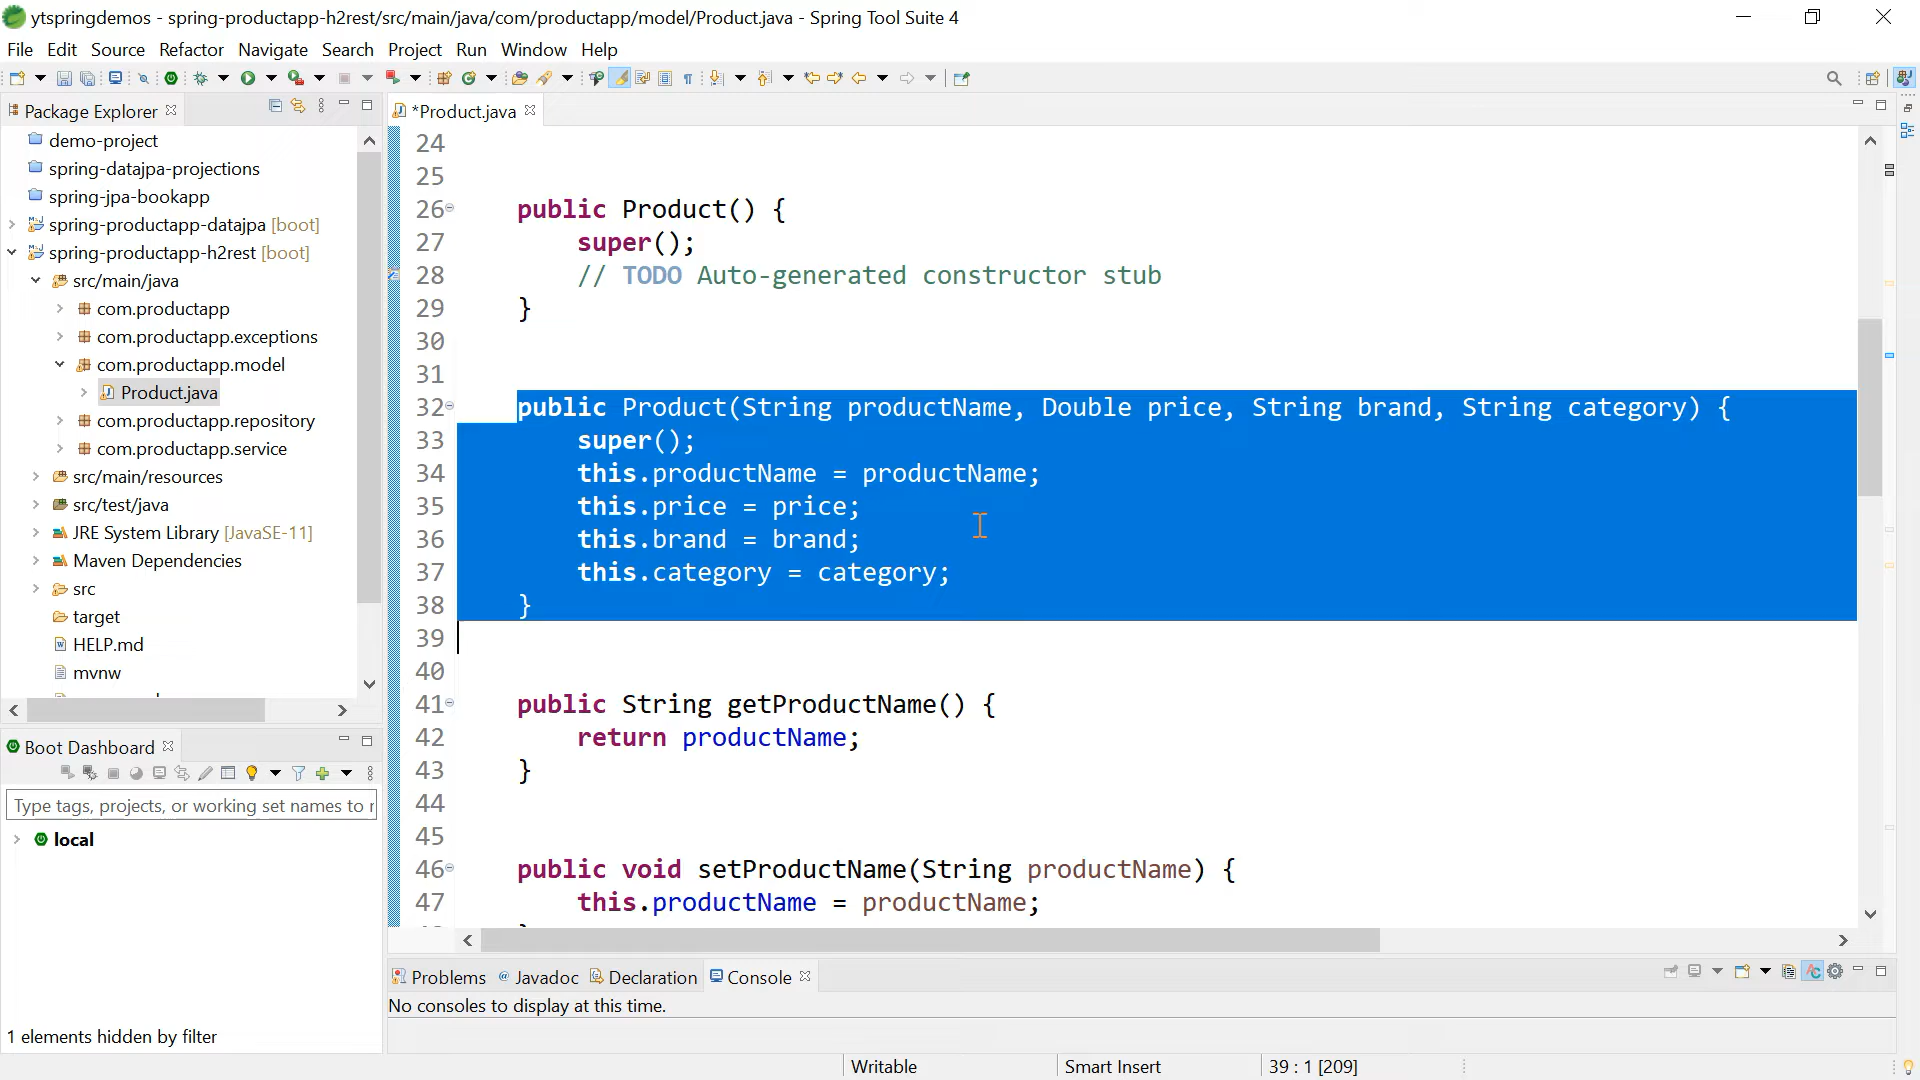 ytspringdemos - spring-productapp-h2rest/src/main/java/com/productapp/model/Product.java - Spring Tool Suite 4
File Edit Source Refactor Navigate Search Project Run Window Help
Package Explorer
demo-project
spring-datajpa-projections
spring-jpa-bookapp
spring-productapp-datajpa [boot]
spring-productapp-h2rest [boot]
src/main/java
com.productapp
com.productapp.exceptions
com.productapp.model
Product.java
com.productapp.repository
com.productapp.service
src/main/resources
src/test/java
JRE System Library [JavaSE-11]
Maven Dependencies
src
target
HELP.md
mvnw
Boot Dashboard
Type tags, projects, or working set names to
local
1 elements hidden by filter
*Product.java
24
25
26 public Product() {
27 super();
28 // TODO Auto-generated constructor stub
29 }
30
31
32 public Product(String productName, Double price, String brand, String category) {
33 super();
34 this.productName = productName;
35 this.price = price;
36 this.brand = brand;
37 this.category = category;
38 }
39
40
41 public String getProductName() {
42 return productName;
43 }
44
45
46 public void setProductName(String productName) {
47 this.productName = productName;
Problems @ Javadoc Declaration Console
No consoles to display at this time.
Writable Smart Insert 39 : 1 [209]